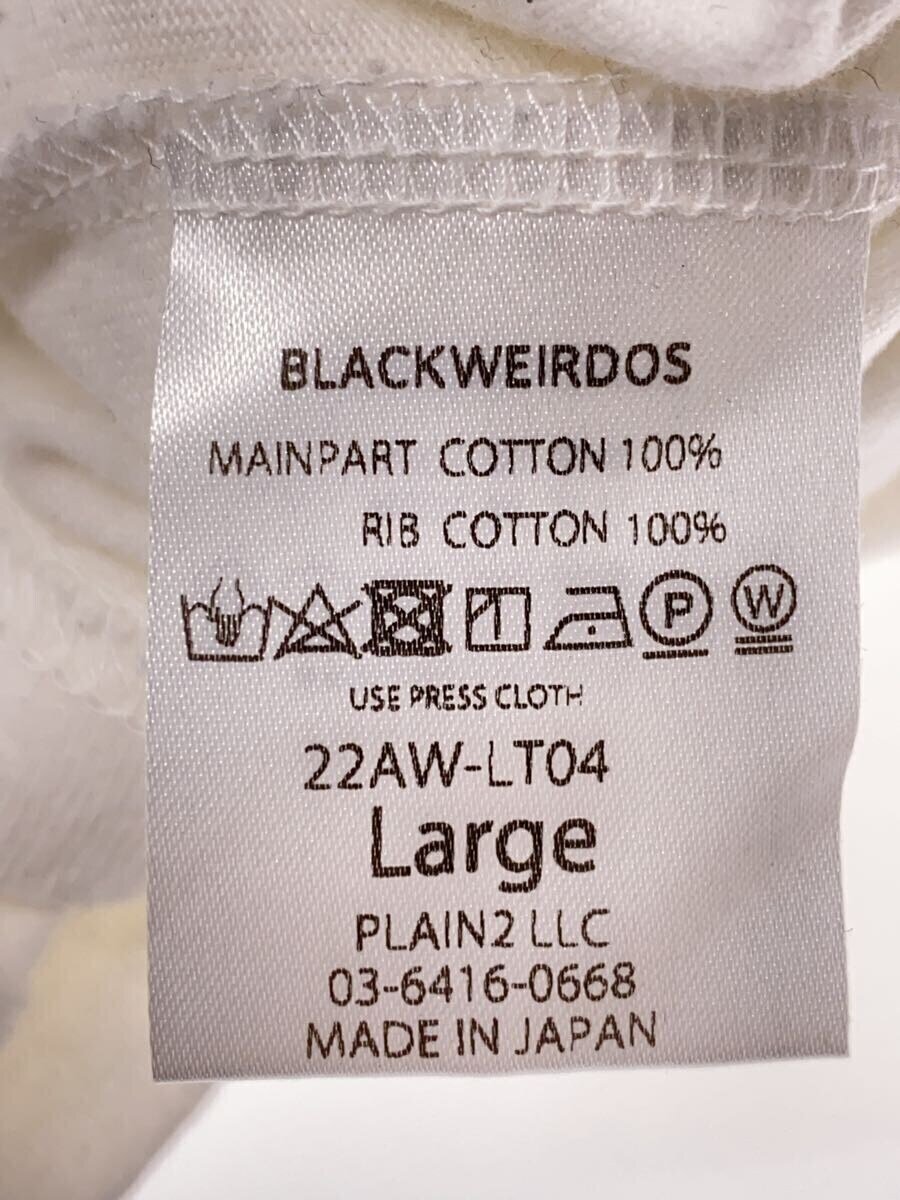 BLACKWEIRDOS
MAINPART COTTON 100%
RIB COTTON 100%
P W
USE PRESS CLOTH
22AW-LT04
Large
PLAIN2 LLC
03-6416-0668
MADE IN JAPAN